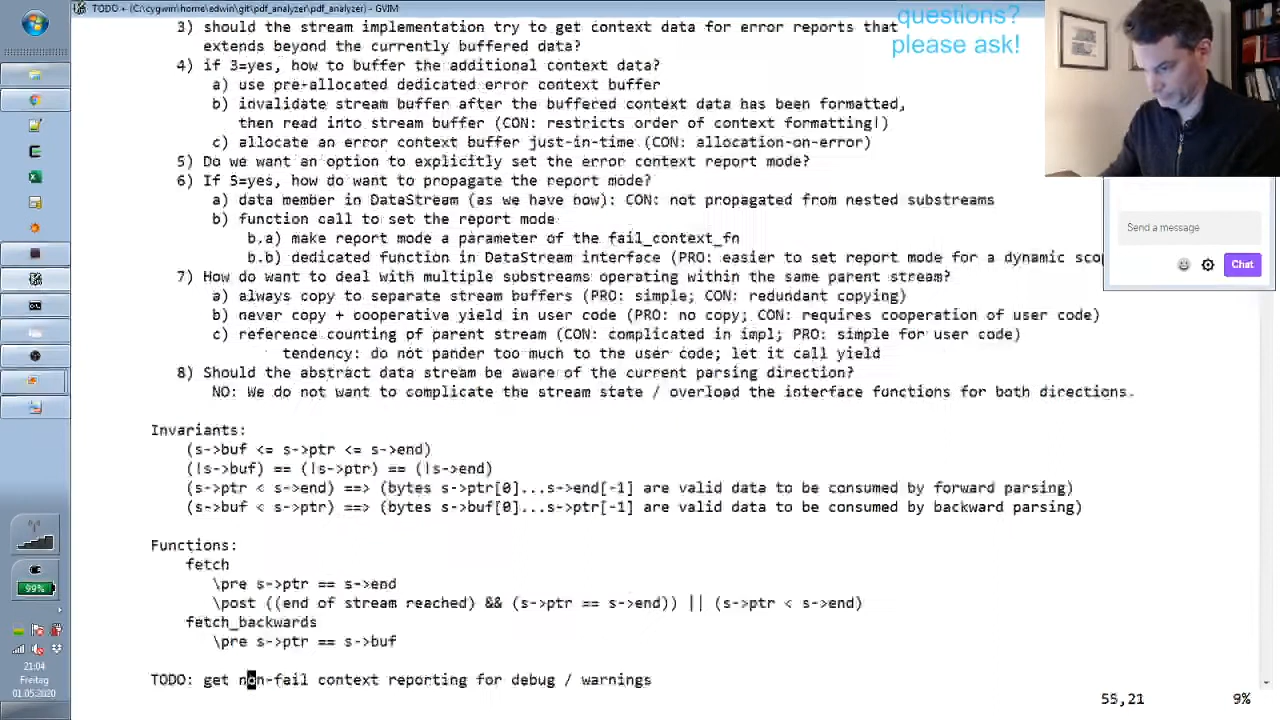 TODO + (C:\cygwin\home\edwin\git\pdf_analyzer\pdf_analyzer) - GVIM
questions?
please ask!
3) should the stream implementation try to get context data for error reports that
extends beyond the currently buffered data?
4) if 3=yes, how to buffer the additional context data?
a) use pre-allocated dedicated error context buffer
b) invalidate stream buffer after the buffered context data has been formatted,
then read into stream buffer (CON: restricts order of context formatting!)
c) allocate an error context buffer just-in-time (CON: allocation-on-error)
5) Do we want an option to explicitly set the error context report mode?
6) If 5=yes, how do want to propagate the report mode?
a) data member in DataStream (as we have now): CON: not propagated from nested substreams
b) function call to set the report mode
b.a) make report mode a parameter of the fail_context_fn
b.b) dedicated function in DataStream interface (PRO: easier to set report mode for a dynamic scop
7) How do want to deal with multiple substreams operating within the same parent stream?
a) always copy to separate stream buffers (PRO: simple; CON: redundant copying)
b) never copy + cooperative yield in user code (PRO: no copy; CON: requires cooperation of user code)
c) reference counting of parent stream (CON: complicated in impl; PRO: simple for user code)
tendency: do not pander too much to the user code; let it call yield
8) Should the abstract data stream be aware of the current parsing direction?
NO: We do not want to complicate the stream state / overload the interface functions for both directions.
Invariants:
(s->buf <= s->ptr <= s->end)
(!s->buf) == (!s->ptr) == (!s->end)
(s->ptr < s->end) ==> (bytes s->ptr[0]...s->end[-1] are valid data to be consumed by forward parsing)
(s->buf < s->ptr) ==> (bytes s->buf[0]...s->ptr[-1] are valid data to be consumed by backward parsing)
Functions:
fetch
\pre s->ptr == s->end
\post ((end of stream reached) && (s->ptr == s->end)) || (s->ptr < s->end)
fetch_backwards
\pre s->ptr == s->buf
TODO: get non-fail context reporting for debug / warnings
55,21 9%
Send a message
Chat
99%
21:04
Freitag
01.05.2020